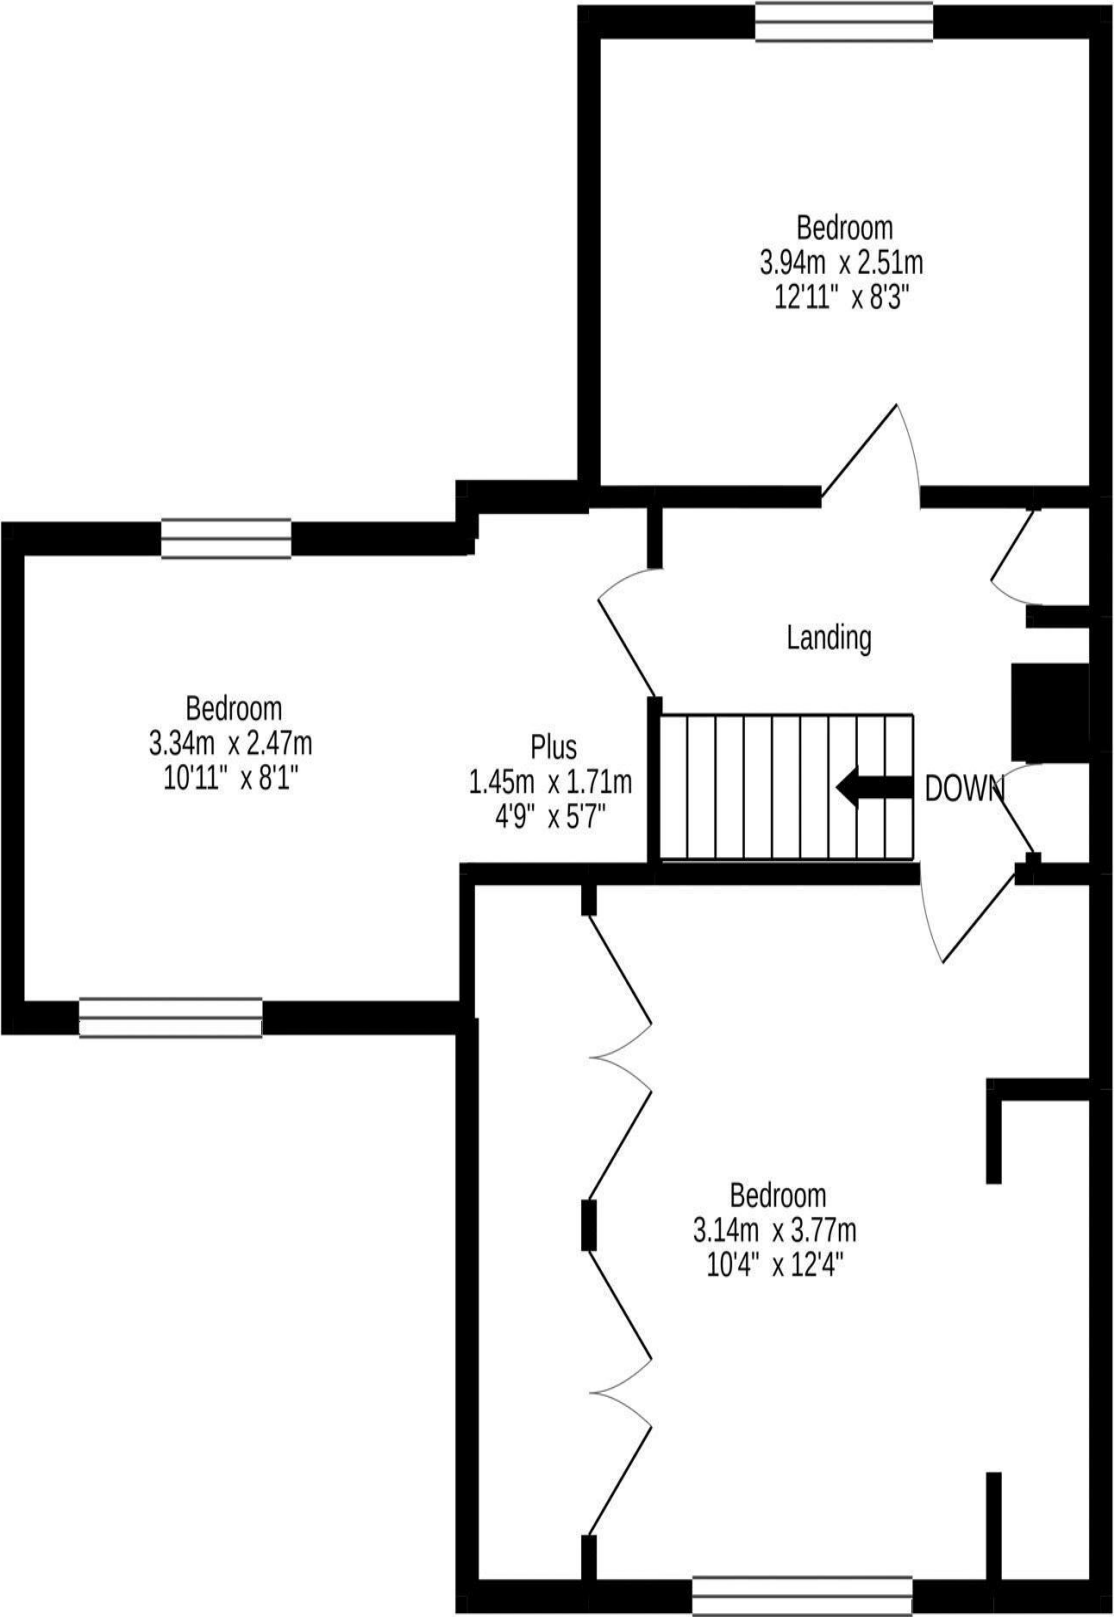 Bedroom
3.94m x 2.51m
12'11" x 8'3"
Landing
Bedroom
3.34m x 2.47m
10'11" x 8'1"
Plus
1.45m x 1.71m
4'9" x 5'7"
DOWN
Bedroom
3.14m x 3.77m
10'4" x 12'4"